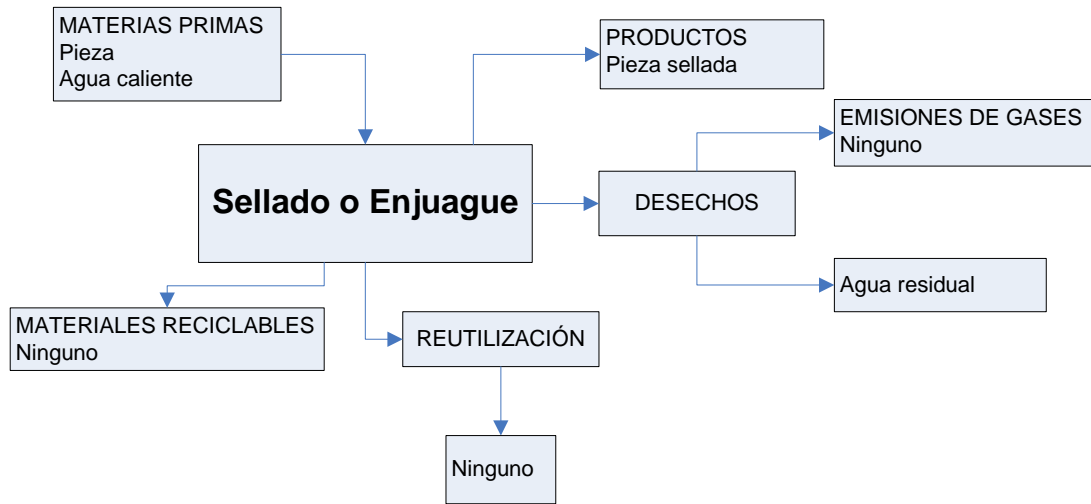 MATERIAS PRIMAS
Pieza
Agua caliente
PRODUCTOS
Pieza sellada
EMISIONES DE GASES
Ninguno
Sellado o Enjuague
DESECHOS
Agua residual
MATERIALES RECICLABLES
Ninguno
REUTILIZACIÓN
Ninguno